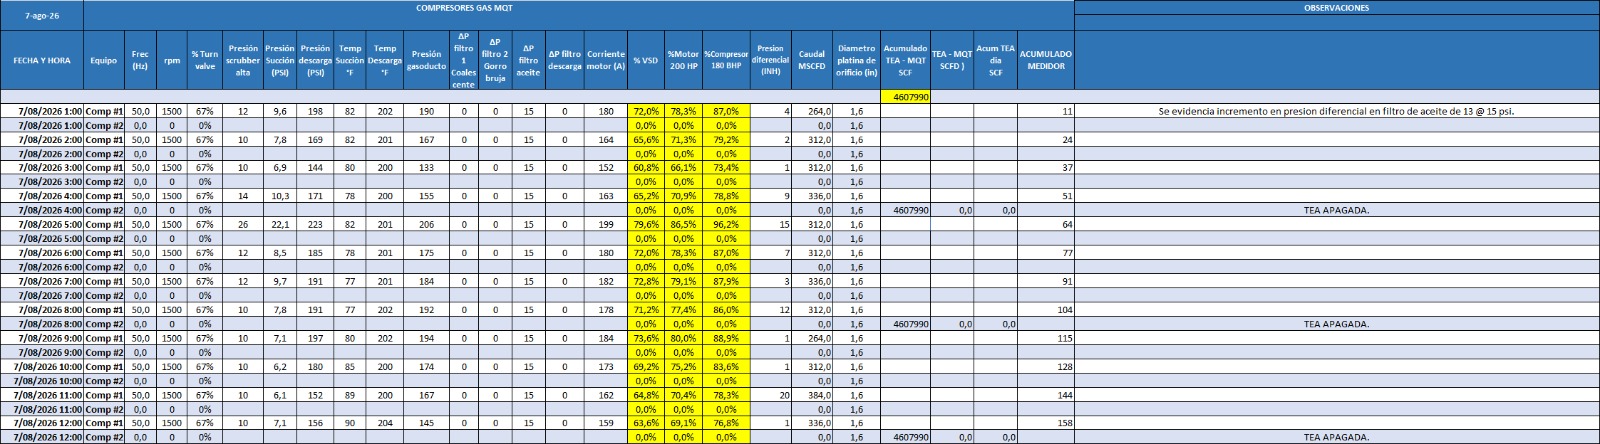 7-ago-26 COMPRESORES GAS MQT OBSERVACIONES
FECHA Y HORA Equipo Frec (Hz) rpm % Turn valve Presión scrubber alta Presión Succión (PSI) Presión descarga (PSI) Temp Succión °F Temp Descarga °F Presión gasoducto ΔP filtro 1 Coalescente ΔP filtro 2 Gorro bruja ΔP filtro aceite ΔP filtro descarga Corriente motor (A) % VSD %Motor 200 HP %Compresor 180 BHP Presion diferencial (INH) Caudal MSCFD Diametro platina de orificio (in) Acumulado TEA - MQT SCF TEA - MQT SCFD ) Acum TEA dia SCF ACUMULADO MEDIDOR
4607990
7/08/2026 1:00 Comp #1 50,0 1500 67% 12 9,6 198 82 202 190 0 0 15 0 180 72,0% 78,3% 87,0% 4 264,0 1,6 11 Se evidencia incremento en presion diferencial en filtro de aceite de 13 @ 15 psi.
7/08/2026 1:00 Comp #2 0,0 0 0% 0,0% 0,0% 0,0% 0,0 1,6
7/08/2026 2:00 Comp #1 50,0 1500 67% 10 7,8 169 82 201 167 0 0 15 0 164 65,6% 71,3% 79,2% 2 312,0 1,6 24
7/08/2026 2:00 Comp #2 0,0 0 0% 0,0% 0,0% 0,0% 0,0 1,6
7/08/2026 3:00 Comp #1 50,0 1500 67% 10 6,9 144 80 200 133 0 0 15 0 152 60,8% 66,1% 73,4% 1 312,0 1,6 37
7/08/2026 3:00 Comp #2 0,0 0 0% 0,0% 0,0% 0,0% 0,0 1,6
7/08/2026 4:00 Comp #1 50,0 1500 67% 14 10,3 171 78 200 155 0 0 15 0 163 65,2% 70,9% 78,8% 9 336,0 1,6 51
7/08/2026 4:00 Comp #2 0,0 0 0% 0,0% 0,0% 0,0% 0,0 1,6 4607990 0,0 0,0 TEA APAGADA.
7/08/2026 5:00 Comp #1 50,0 1500 67% 26 22,1 223 82 201 206 0 0 15 0 199 79,6% 86,5% 96,2% 15 312,0 1,6 64
7/08/2026 5:00 Comp #2 0,0 0 0% 0,0% 0,0% 0,0% 0,0 1,6
7/08/2026 6:00 Comp #1 50,0 1500 67% 12 8,5 185 78 201 175 0 0 15 0 180 72,0% 78,3% 87,0% 7 312,0 1,6 77
7/08/2026 6:00 Comp #2 0,0 0 0% 0,0% 0,0% 0,0% 0,0 1,6
7/08/2026 7:00 Comp #1 50,0 1500 67% 12 9,7 191 77 201 184 0 0 15 0 182 72,8% 79,1% 87,9% 3 336,0 1,6 91
7/08/2026 7:00 Comp #2 0,0 0 0% 0,0% 0,0% 0,0% 0,0 1,6
7/08/2026 8:00 Comp #1 50,0 1500 67% 10 7,8 191 77 202 192 0 0 15 0 178 71,2% 77,4% 86,0% 12 312,0 1,6 104
7/08/2026 8:00 Comp #2 0,0 0 0% 0,0% 0,0% 0,0% 0,0 1,6 4607990 0,0 0,0 TEA APAGADA.
7/08/2026 9:00 Comp #1 50,0 1500 67% 10 7,1 197 80 202 194 0 0 15 0 184 73,6% 80,0% 88,9% 1 264,0 1,6 115
7/08/2026 9:00 Comp #2 0,0 0 0% 0,0% 0,0% 0,0% 0,0 1,6
7/08/2026 10:00 Comp #1 50,0 1500 67% 10 6,2 180 85 200 174 0 0 15 0 173 69,2% 75,2% 83,6% 1 312,0 1,6 128
7/08/2026 10:00 Comp #2 0,0 0 0% 0,0% 0,0% 0,0% 0,0 1,6
7/08/2026 11:00 Comp #1 50,0 1500 67% 10 6,1 152 89 200 167 0 0 15 0 162 64,8% 70,4% 78,3% 20 384,0 1,6 144
7/08/2026 11:00 Comp #2 0,0 0 0% 0,0% 0,0% 0,0% 0,0 1,6
7/08/2026 12:00 Comp #1 50,0 1500 67% 10 7,1 156 90 204 145 0 0 15 0 159 63,6% 69,1% 76,8% 1 336,0 1,6 158
7/08/2026 12:00 Comp #2 0,0 0 0% 0,0% 0,0% 0,0% 0,0 1,6 4607990 0,0 0,0 TEA APAGADA.